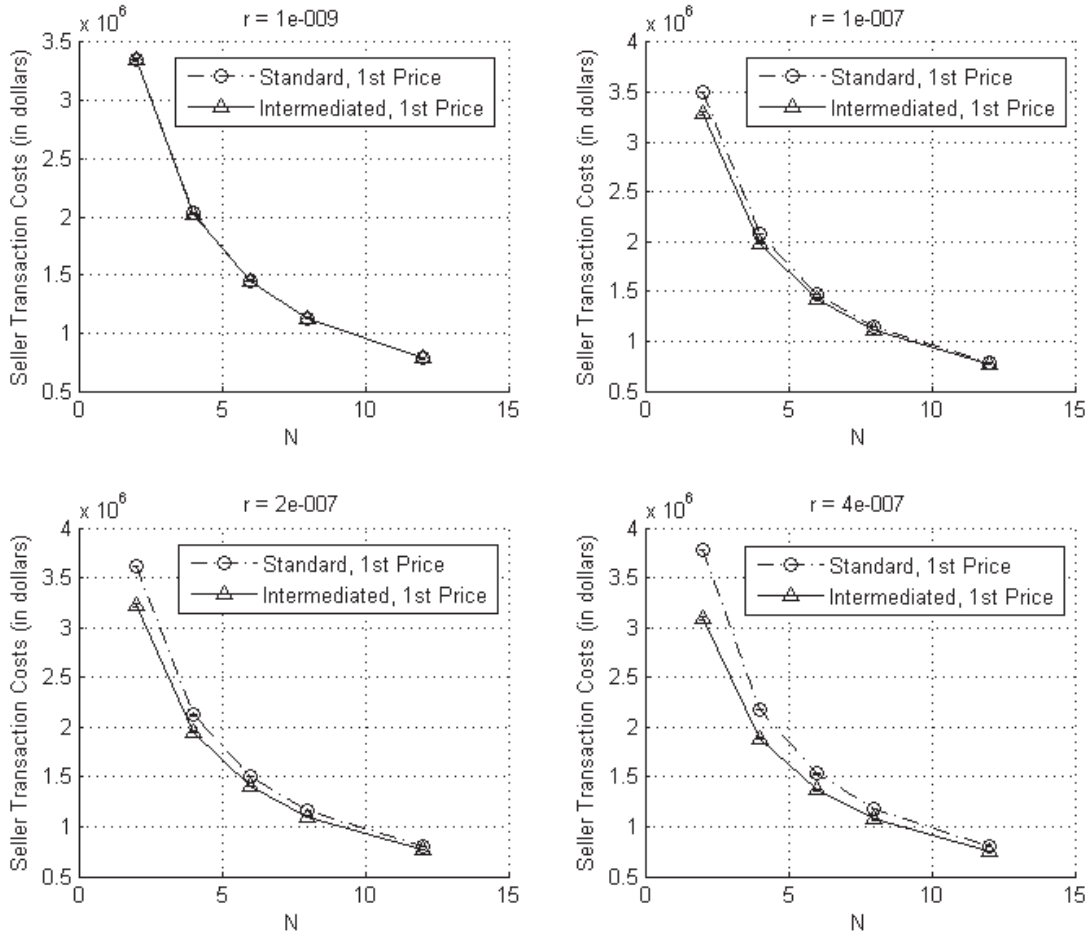 r = 1e-009
x 10^6
Seller Transaction Costs (in dollars)
3.5
3
2.5
2
1.5
1
0.5
Standard, 1st Price
Intermediated, 1st Price
0 5 10 15
N
r = 1e-007
x 10^6
Seller Transaction Costs (in dollars)
4
3.5
3
2.5
2
1.5
1
0.5
Standard, 1st Price
Intermediated, 1st Price
0 5 10 15
N
r = 2e-007
x 10^6
Seller Transaction Costs (in dollars)
4
3.5
3
2.5
2
1.5
1
0.5
Standard, 1st Price
Intermediated, 1st Price
0 5 10 15
N
r = 4e-007
x 10^6
Seller Transaction Costs (in dollars)
4
3.5
3
2.5
2
1.5
1
0.5
Standard, 1st Price
Intermediated, 1st Price
0 5 10 15
N